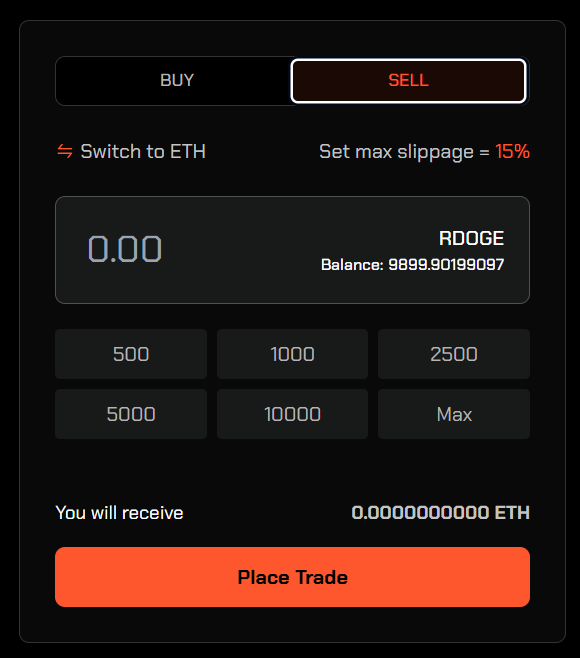 BUY SELL
⇋ Switch to ETH Set max slippage = 15%
0.00 RDOGE
Balance: 9899.90199097
500 1000 2500
5000 10000 Max
You will receive 0.0000000000 ETH
Place Trade